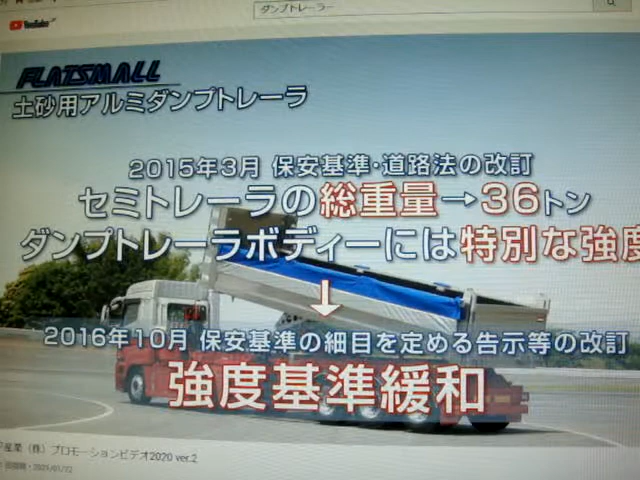 ダンプトレーラー
YouTube
FLATSMALL
土砂用アルミダンプトレーラ
2015年3月 保安基準・道路法の改訂
セミトレーラの総重量→36トン
ダンプトレーラボディーには特別な強度
↓
2016年10月 保安基準の細目を定める告示等の改訂
強度基準緩和
産業（株）プロモーションビデオ2020 ver.2
2021/01/22